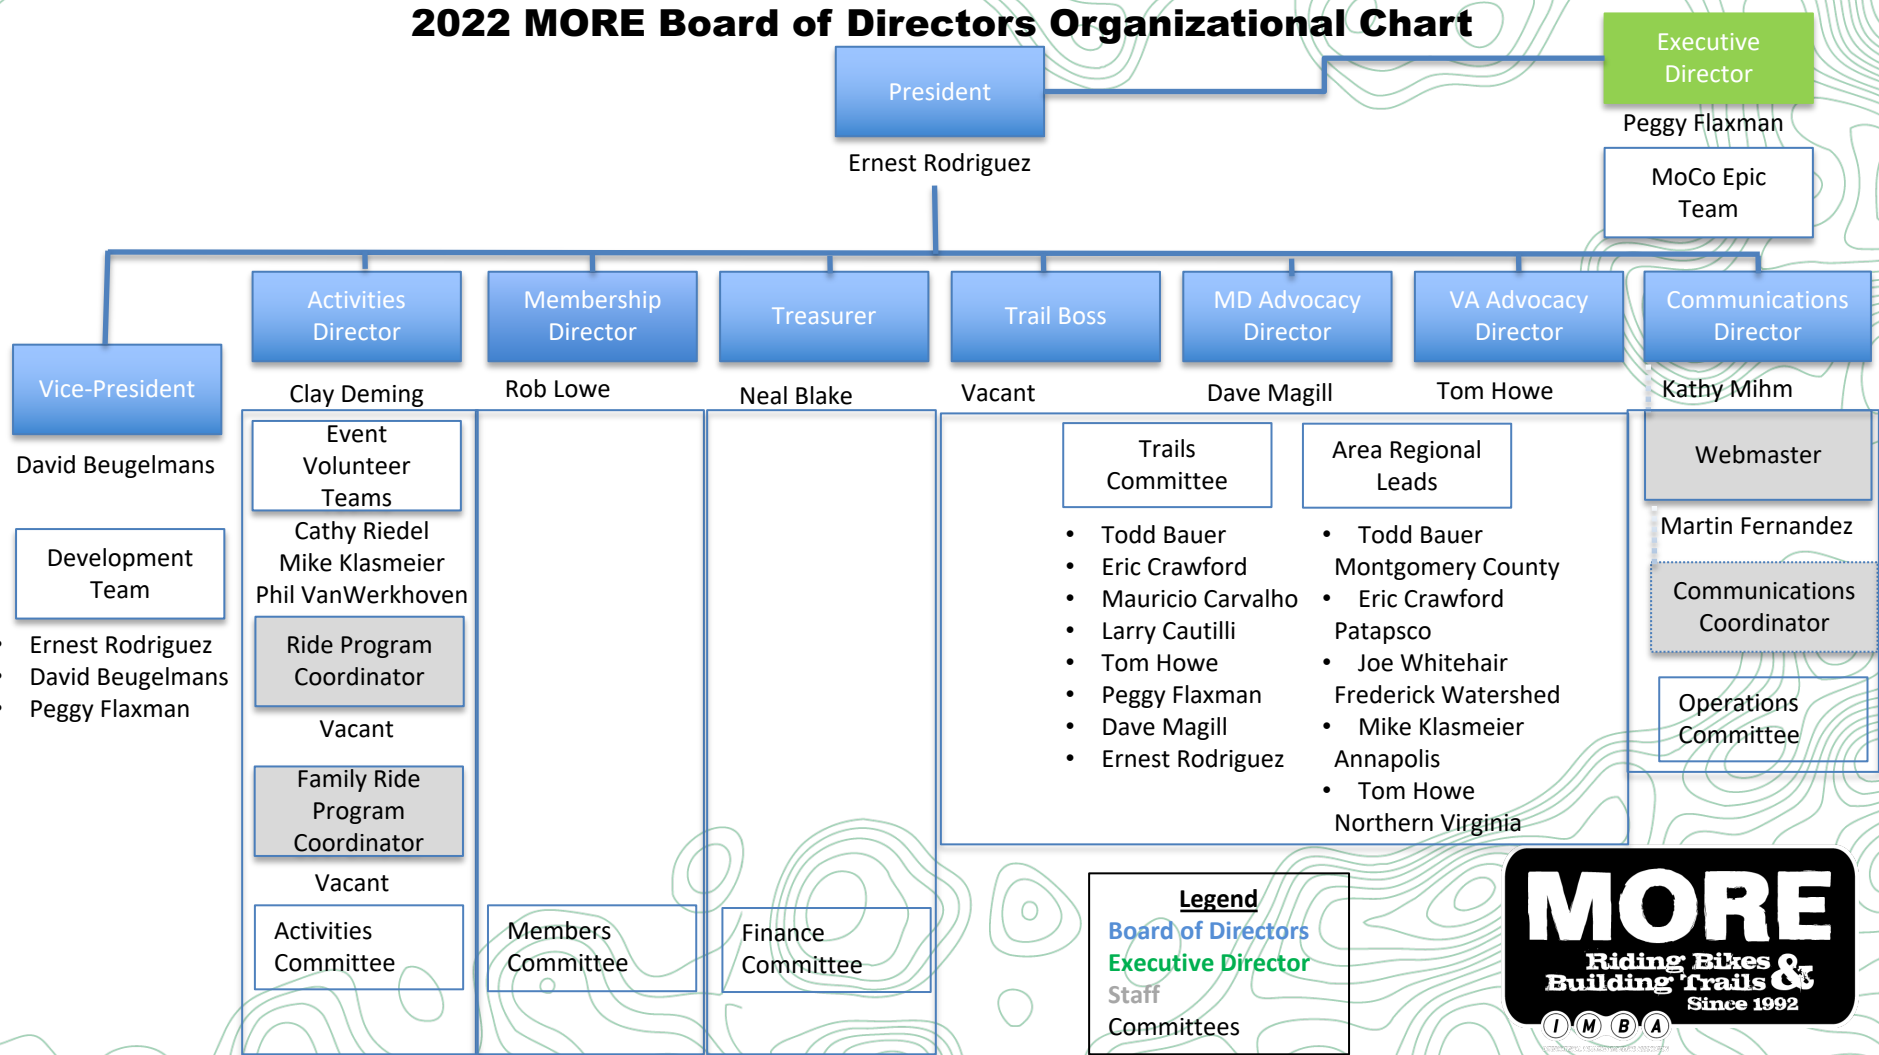 2022 MORE Board of Directors Organizational Chart
Executive
Director
Peggy Flaxman
MoCo Epic
Team
President
Ernest Rodriguez
Vice-President
David Beugelmans
Development
Team
• Ernest Rodriguez
• David Beugelmans
• Peggy Flaxman
Activities
Director
Clay Deming
Event
Volunteer
Teams
Cathy Riedel
Mike Klasmeier
Phil VanWerkhoven
Ride Program
Coordinator
Vacant
Family Ride
Program
Coordinator
Vacant
Activities
Committee
Membership
Director
Rob Lowe
Members
Committee
Treasurer
Neal Blake
Finance
Committee
Trail Boss
Vacant
MD Advocacy
Director
Dave Magill
VA Advocacy
Director
Tom Howe
Trails
Committee
• Todd Bauer
• Eric Crawford
• Mauricio Carvalho
• Larry Cautilli
• Tom Howe
• Peggy Flaxman
• Dave Magill
• Ernest Rodriguez
Area Regional
Leads
• Todd Bauer
Montgomery County
• Eric Crawford
Patapsco
• Joe Whitehair
Frederick Watershed
• Mike Klasmeier
Annapolis
• Tom Howe
Northern Virginia
Communications
Director
Kathy Mihm
Webmaster
Martin Fernandez
Communications
Coordinator
Operations
Committee
Legend
Board of Directors
Executive Director
Staff
Committees
MORE
Riding Bikes &
Building Trails
Since 1992
IMBA